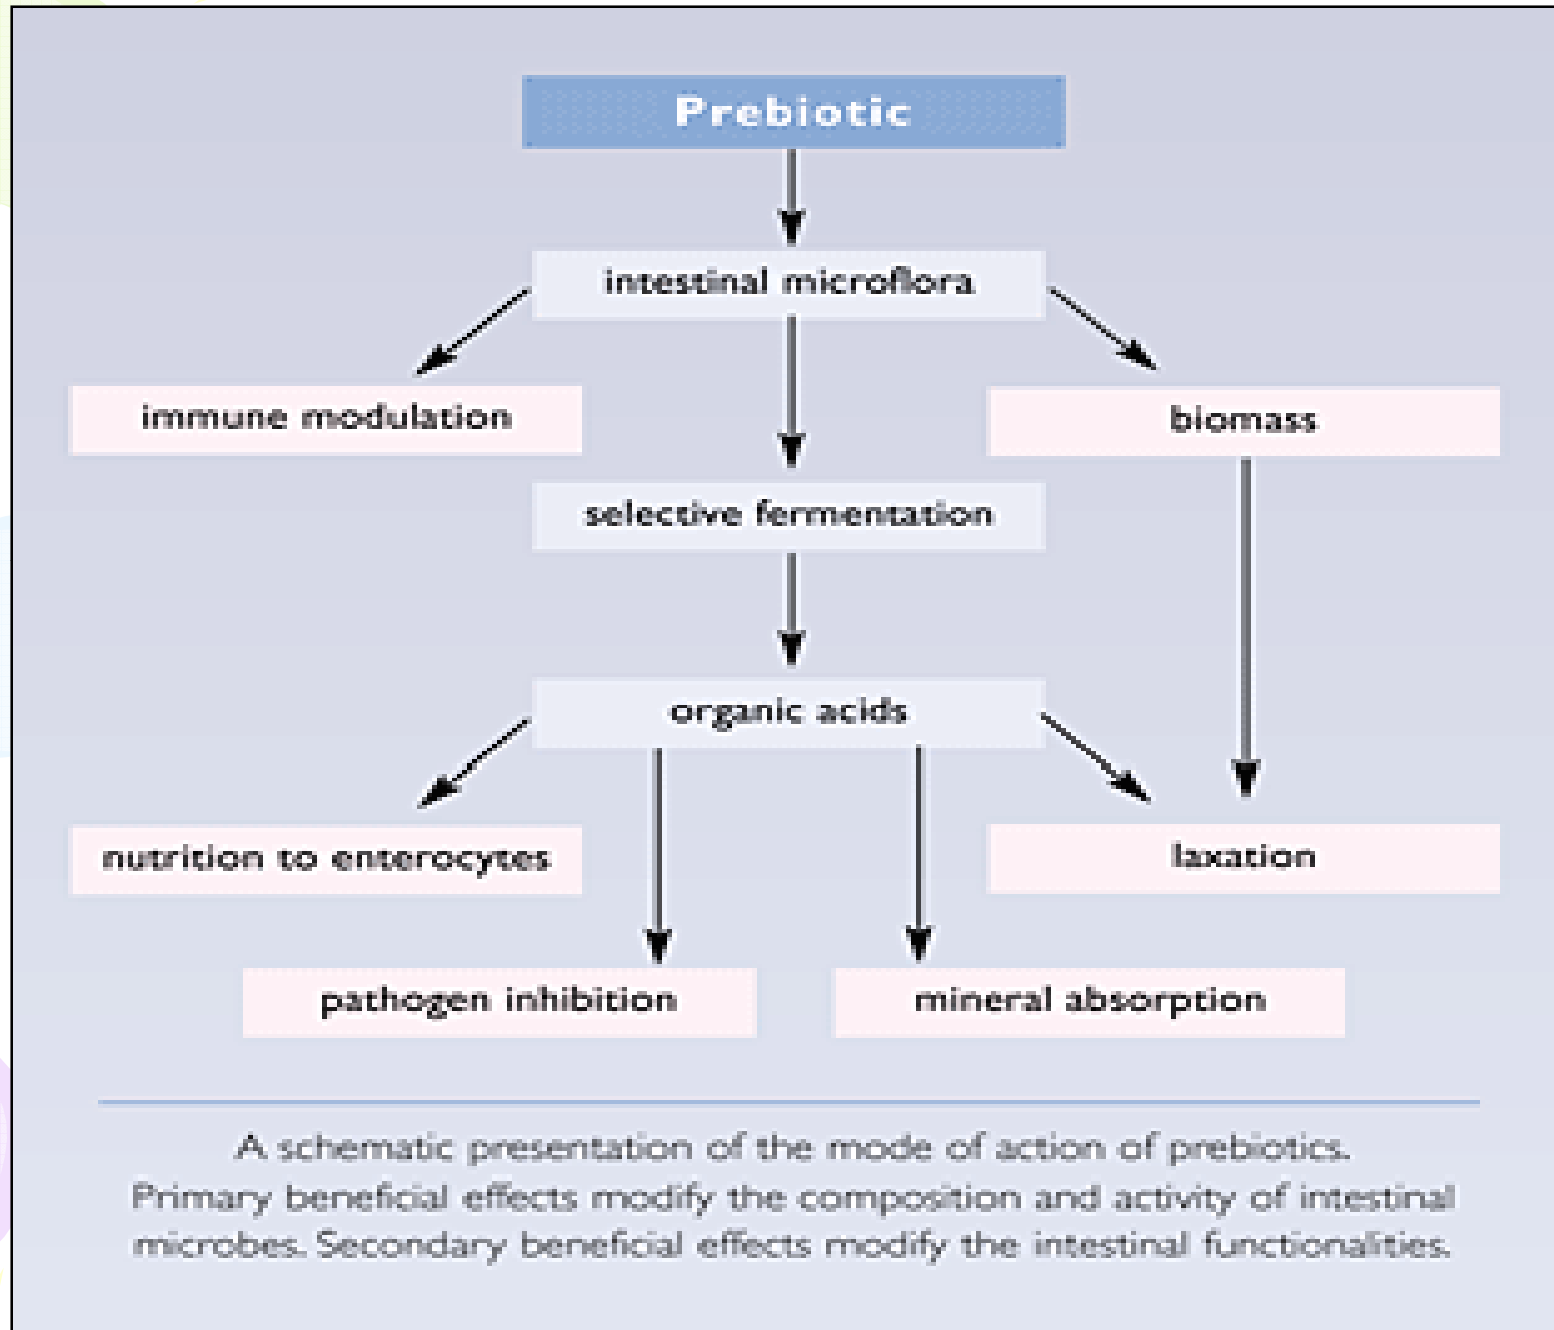 Prebiotic
intestinal microflora
immune modulation
biomass
selective fermentation
organic acids
nutrition to enterocytes
laxation
pathogen inhibition
mineral absorption
A schematic presentation of the mode of action of prebiotics.
Primary beneficial effects modify the composition and activity of intestinal
microbes. Secondary beneficial effects modify the intestinal functionalities.